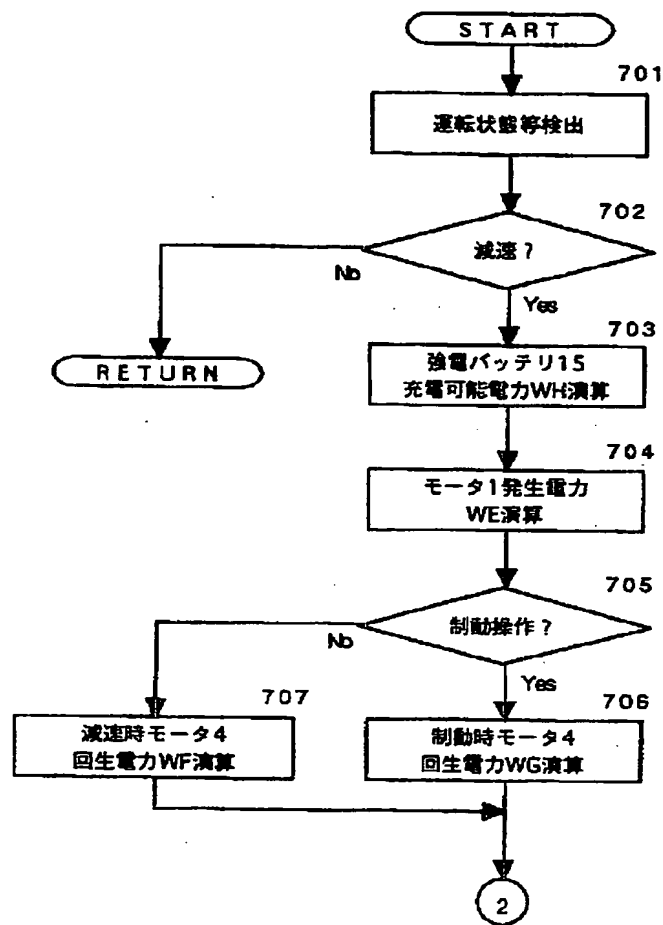 START
701
運転状態等検出
702
減速？
No
Yes
703
RETURN
強電バッテリ15
充電可能電力WH演算
704
モータ1発生電力
WE演算
705
制動操作？
No
Yes
707
706
減速時モータ4
回生電力WF演算
制動時モータ4
回生電力WG演算
2